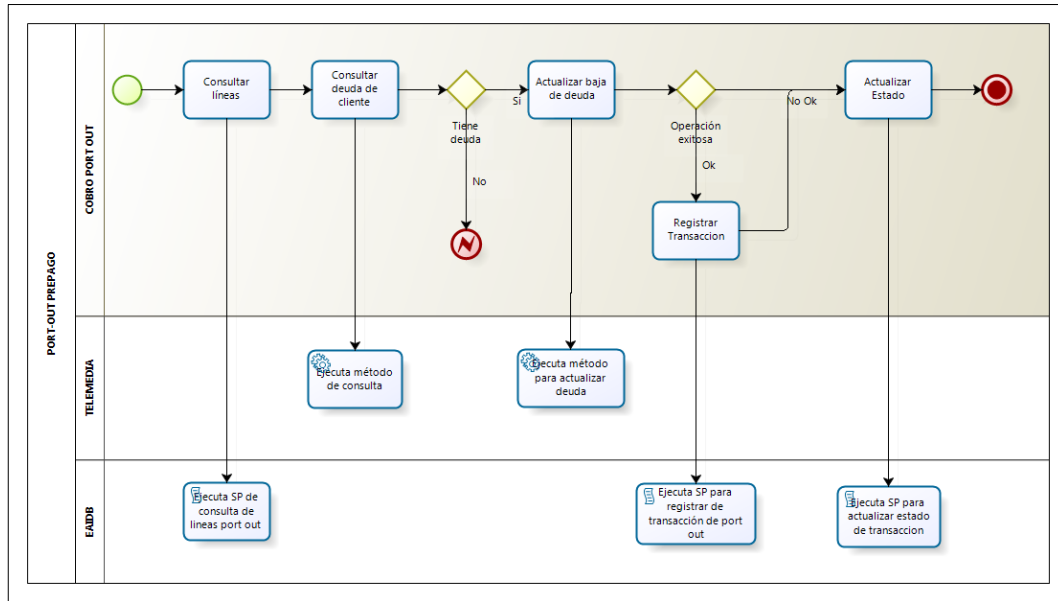 PORT-OUT PREPAGO
COBRO PORT OUT
Consultar
líneas
Consultar
deuda de
cliente
Tiene
deuda
Si
No
Actualizar baja
de deuda
Operación
exitosa
No Ok
Ok
Registrar
Transaccion
Actualizar
Estado
TELEMEDIA
Ejecuta método
de consulta
Ejecuta método
para actualizar
deuda
EAIDB
Ejecuta SP de
consulta de
lineas port out
Ejecuta SP para
registrar de
transacción de port
out
Ejecuta SP para
actualizar estado
de transaccion